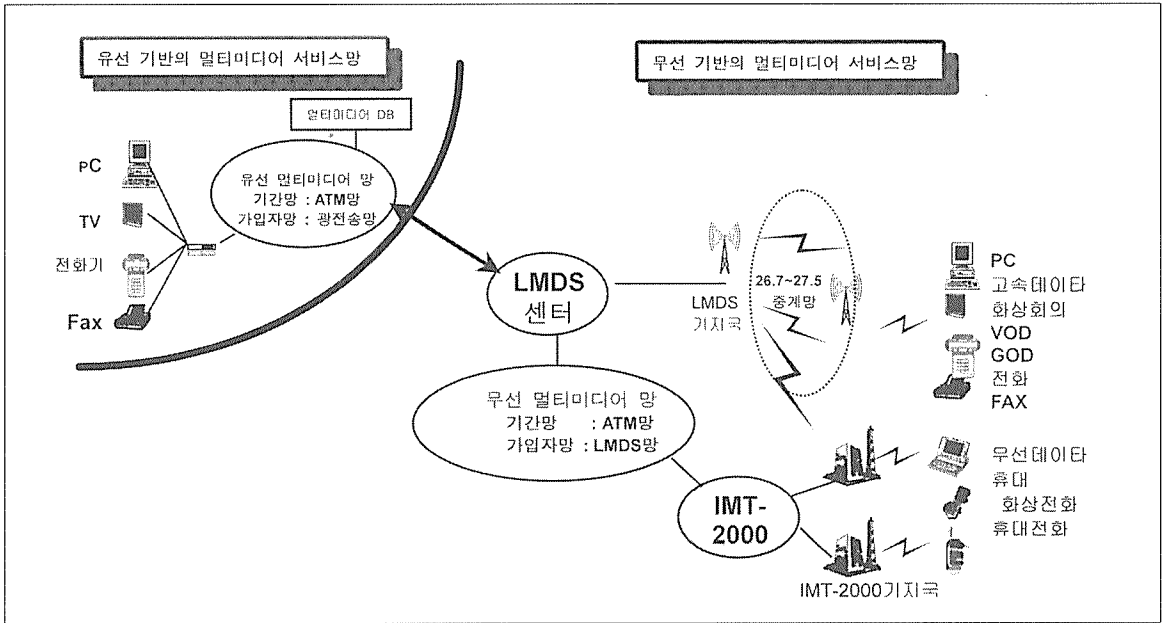 유선 기반의 멀티미디어 서비스망
무선 기반의 멀티미디어 서비스망
멀티미디어 DB
PC
TV
전화기
Fax
유선 멀티미디어 망
기간망 : ATM망
가입자망 : 광전송망
LMDS
센터
LMDS
기지국
26.7~27.5
중계망
PC
고속데이타
화상회의
VOD
GOD
전화
FAX
무선 멀티미디어 망
기간망 : ATM망
가입자망 : LMDS망
IMT-
2000
무선데이타
휴대
화상전화
휴대전화
IMT-2000기지국